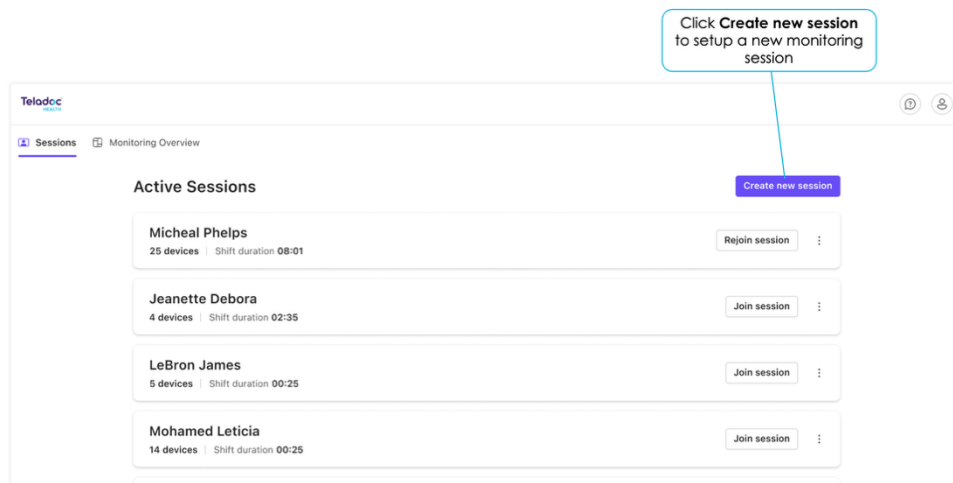 Click Create new session
to setup a new monitoring
session
Teladoc
HEALTH
Sessions
Monitoring Overview
Active Sessions
Create new session
Micheal Phelps
25 devices | Shift duration 08:01
Rejoin session
Jeanette Debora
4 devices | Shift duration 02:35
Join session
LeBron James
5 devices | Shift duration 00:25
Join session
Mohamed Leticia
14 devices | Shift duration 00:25
Join session